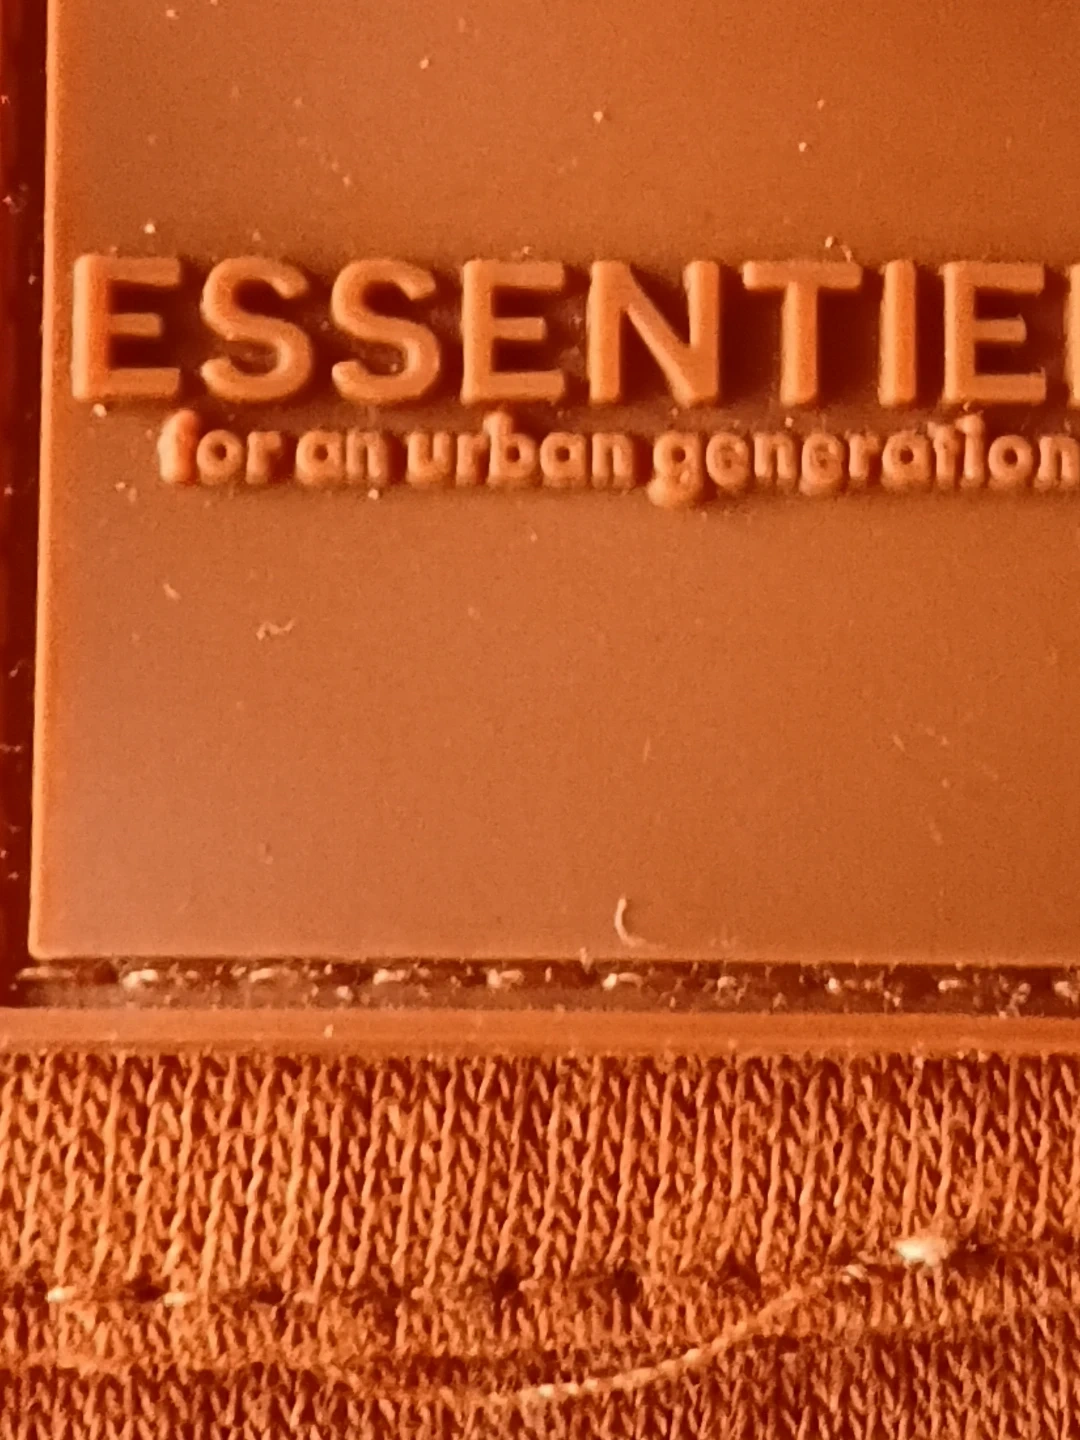 ESSENTIE
for an urban generation